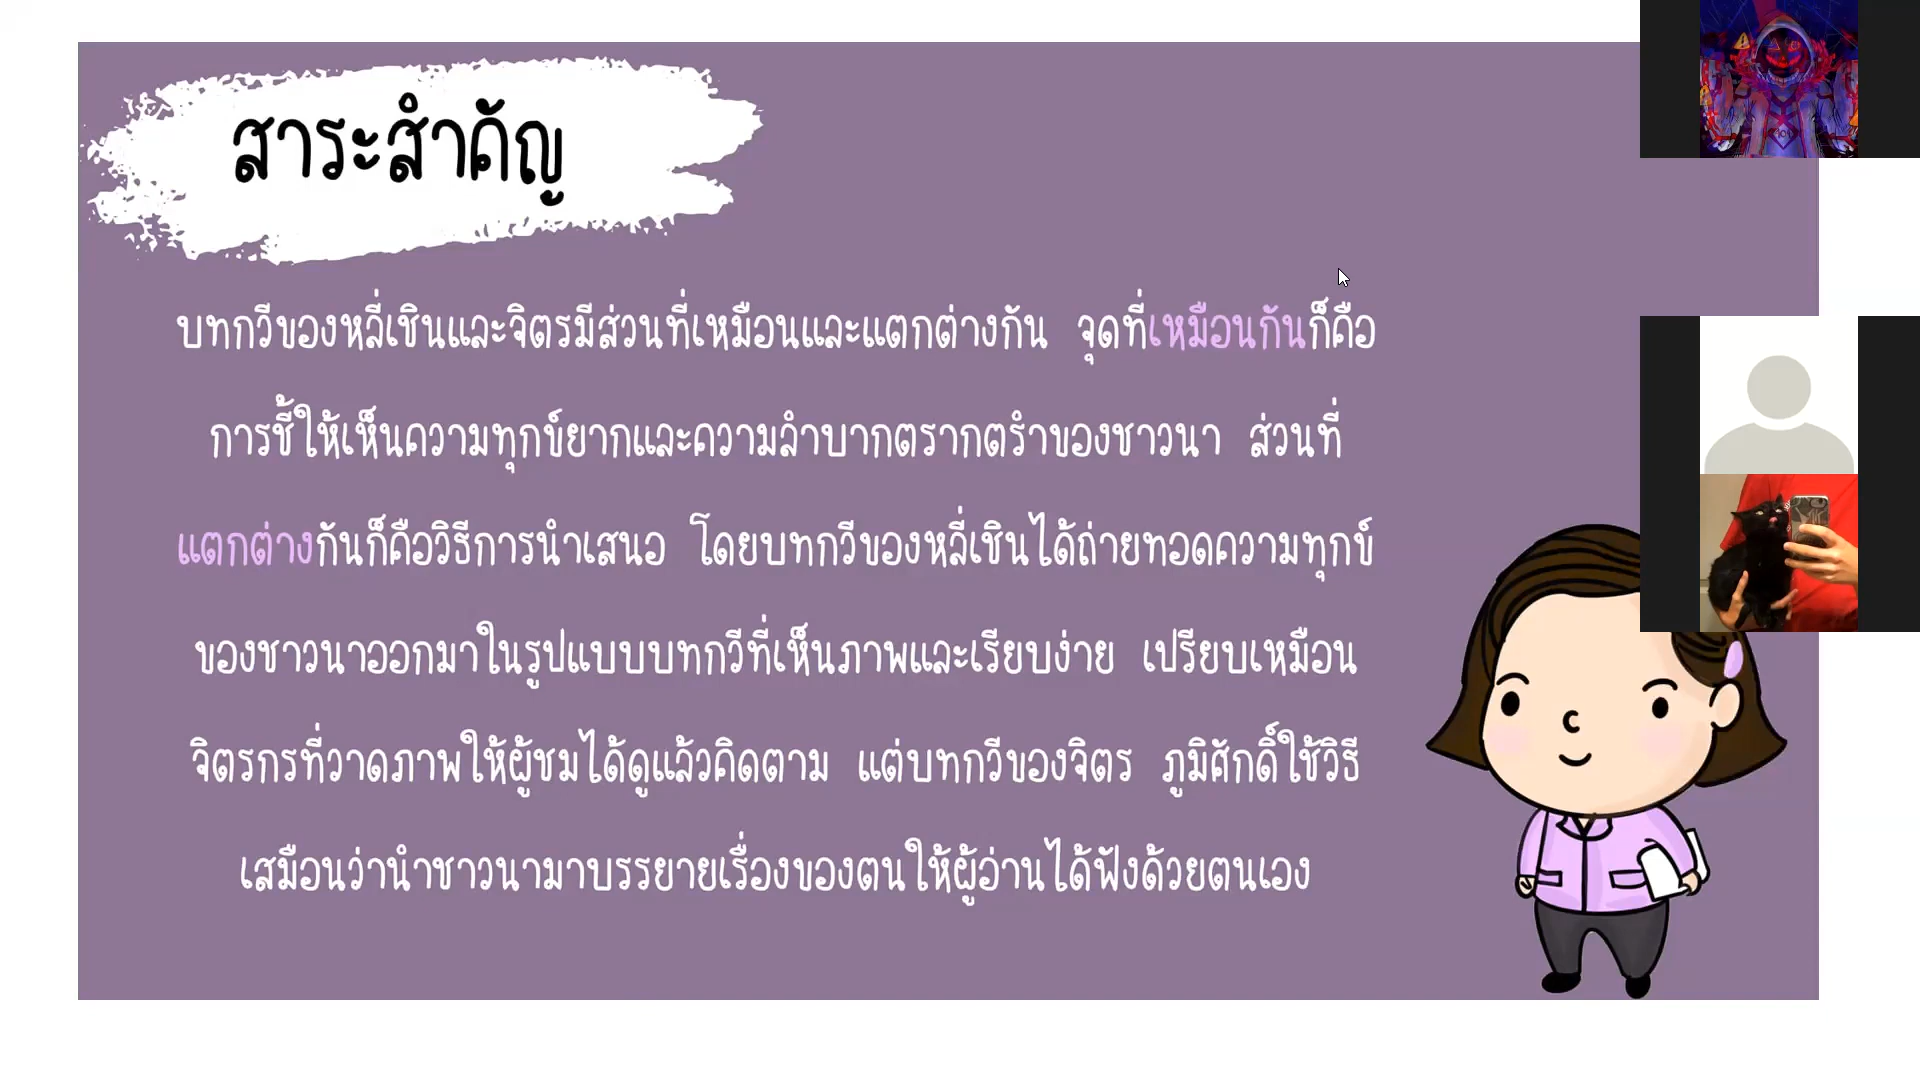 สาระสำคัญ
บทกวีของหลี่เชินและจิตรมีส่วนที่เหมือนและแตกต่างกัน จุดที่เหมือนกันก็คือ
การชี้ให้เห็นความทุกข์ยากและความลำบากตรากตรำของชาวนา ส่วนที่
แตกต่างกันก็คือวิธีการนำเสนอ โดยบทกวีของหลี่เชินได้ถ่ายทอดความทุกข์
ของชาวนาออกมาในรูปแบบบทกวีที่เห็นภาพและเรียบง่าย เปรียบเหมือน
จิตรกรที่วาดภาพให้ผู้ชมได้ดูแล้วคิดตาม แต่บทกวีของจิตร ภูมิศักดิ์ใช้วิธี
เสมือนว่านำชาวนามาบรรยายเรื่องของตนให้ผู้อ่านได้ฟังด้วยตนเอง